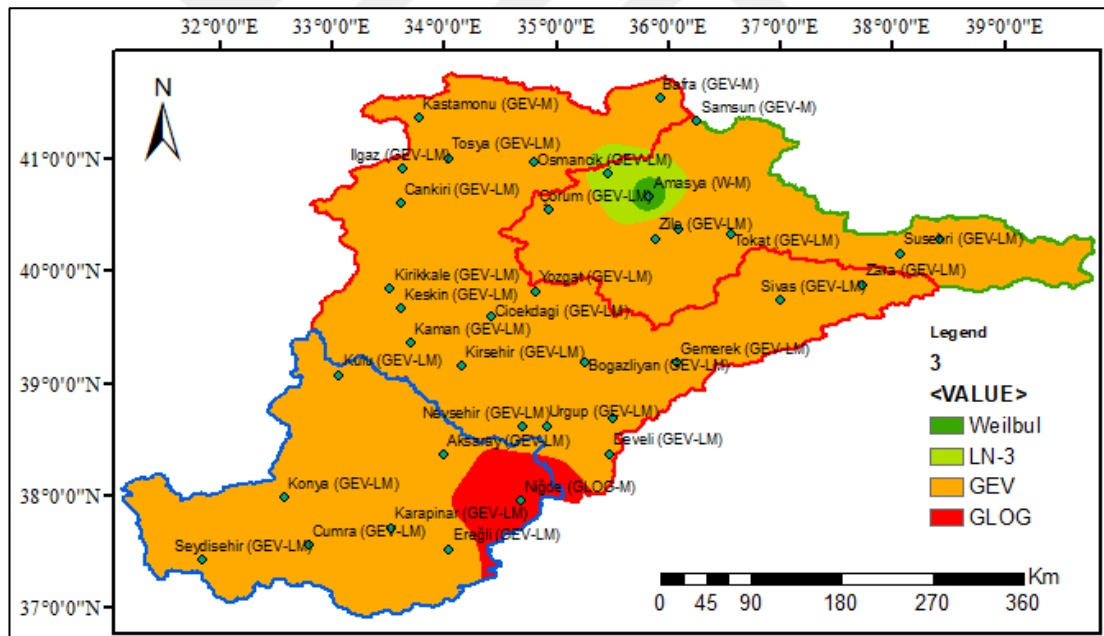 32°0'0"E 33°0'0"E 34°0'0"E 35°0'0"E 36°0'0"E 37°0'0"E 38°0'0"E 39°0'0"E
N
Bafra (GEV-M)
Kastamonu (GEV-M)
Samsun (GEV-M)
41°0'0"N
Tosya (GEV-LM)
Ilgaz (GEV-LM)
Osmancik (GEV-LM)
Amasya (W-M)
Cankiri (GEV-LM)
Corum (GEV-LM)
Zile (GEV-LM)
Tokat (GEV-LM)
Susehri (GEV-LM)
40°0'0"N
Zara (GEV-LM)
Kirikkale (GEV-LM)
Yozgat (GEV-LM)
Sivas (GEV-LM)
Keskin (GEV-LM)
Cicekdagi (GEV-LM)
Kaman (GEV-LM)
Legend
Kirsehir (GEV-LM)
Gemerek (GEV-LM)
3
39°0'0"N
Kulu (GEV-LM)
Bogazliyan (GEV-LM)
<VALUE>
Nevsehir (GEV-LM)
Urgup (GEV-LM)
Weilbul
Aksaray (GEV-LM)
Develi (GEV-LM)
LN-3
38°0'0"N
Konya (GEV-LM)
Niğde (GLOG-M)
GEV
Karapinar (GEV-LM)
GLOG
Cumra (GEV-LM)
Ereğli (GEV-LM)
Seydisehir (GEV-LM)
Km
37°0'0"N
0 45 90 180 270 360